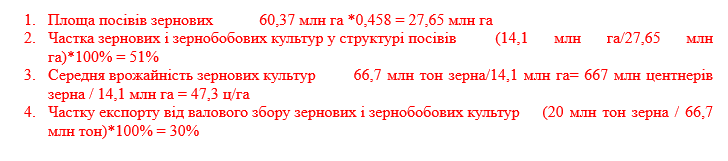 1. Площа посівів зернових 60,37 млн га *0,458 = 27,65 млн га
2. Частка зернових і зернобобових культур у структурі посівів (14,1 млн га/27,65 млн
га)*100% = 51%
3. Середня врожайність зернових культур 66,7 млн тон зерна/14,1 млн га= 667 млн центнерів
зерна / 14,1 млн га = 47,3 ц/га
4. Частку експорту від валового збору зернових і зернобобових культур (20 млн тон зерна / 66,7
млн тон)*100% = 30%